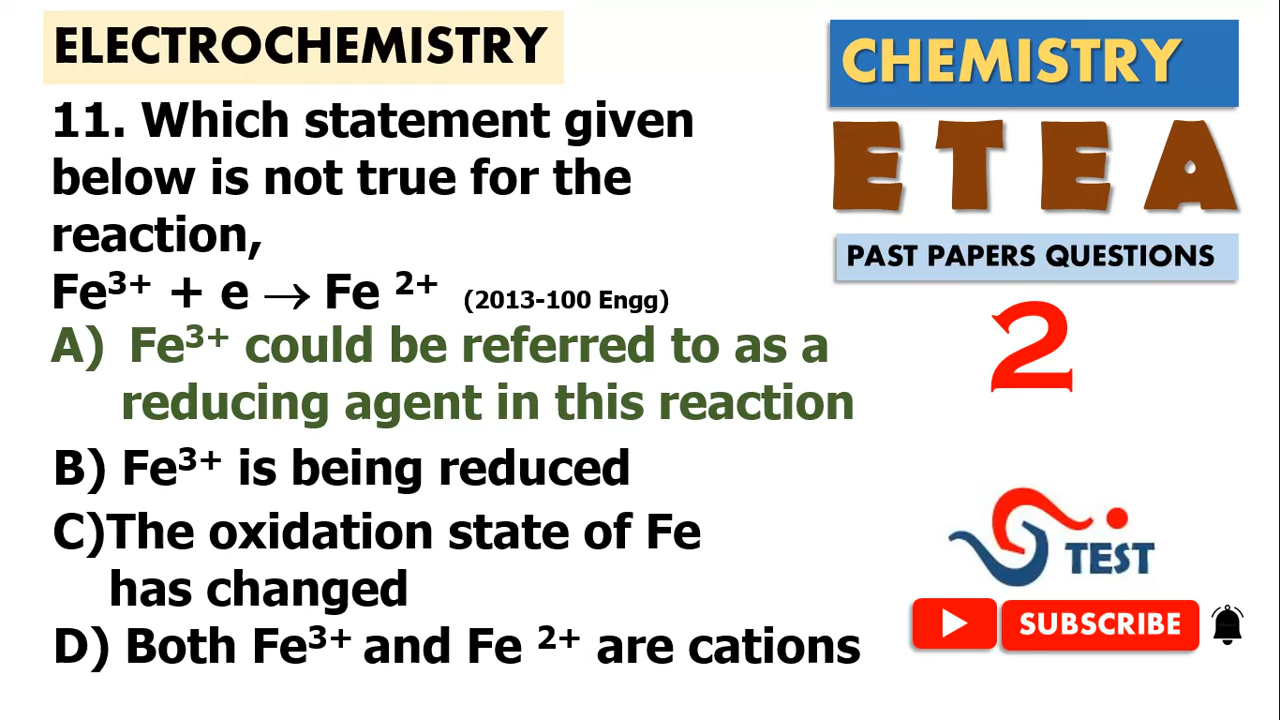 ELECTROCHEMISTRY
11. Which statement given
below is not true for the
reaction,
Fe³⁺ + e → Fe ²⁺ (2013-100 Engg)
A) Fe³⁺ could be referred to as a
reducing agent in this reaction
B) Fe³⁺ is being reduced
C)The oxidation state of Fe
has changed
D) Both Fe³⁺ and Fe ²⁺ are cations
CHEMISTRY
ETEA
PAST PAPERS QUESTIONS
2
TEST
SUBSCRIBE